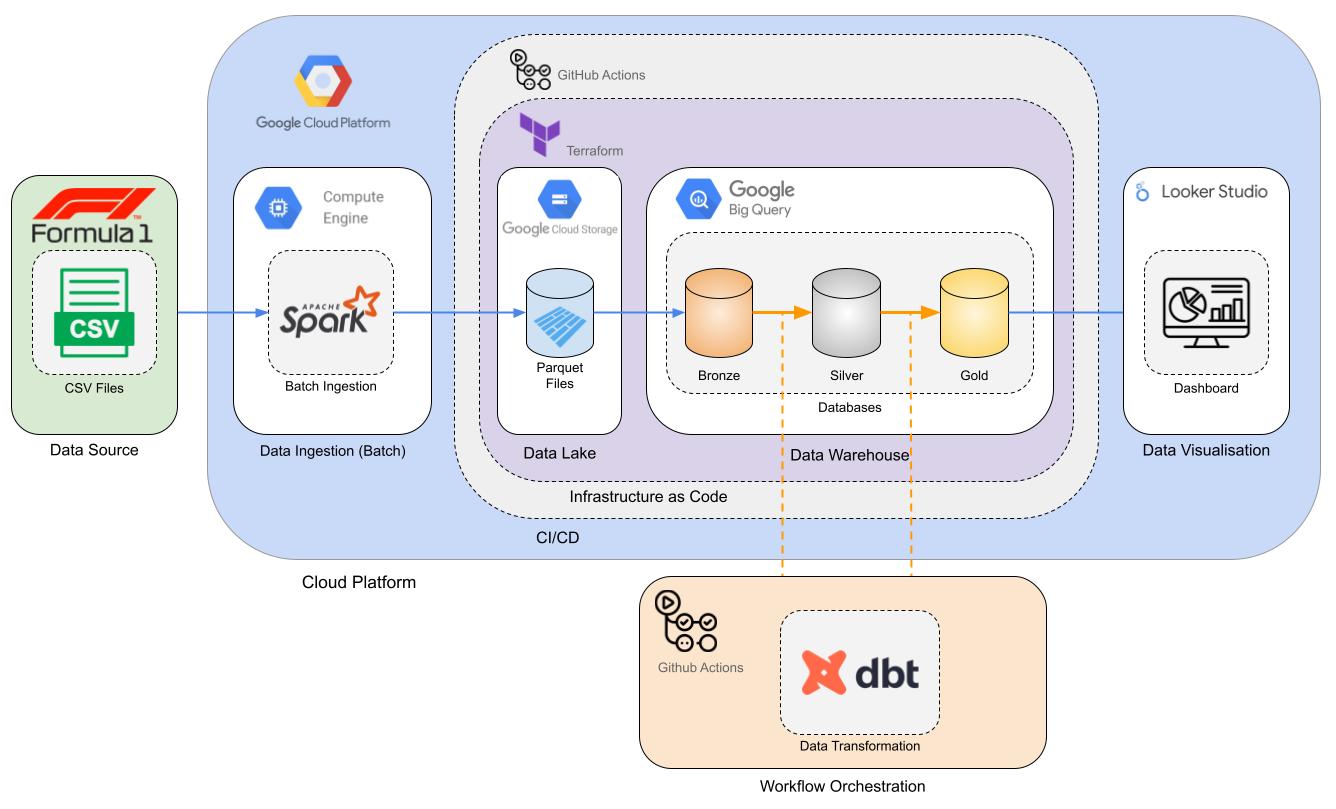 GitHub Actions
Google Cloud Platform
Terraform
Formula 1
TM
CSV
CSV Files
Data Source
Compute
Engine
APACHE
Spark
Batch Ingestion
Data Ingestion (Batch)
Google Cloud Storage
Parquet
Files
Data Lake
Google
Big Query
Bronze
Silver
Gold
Databases
Data Warehouse
Looker Studio
Dashboard
Data Visualisation
Infrastructure as Code
CI/CD
Cloud Platform
Github Actions
dbt
Data Transformation
Workflow Orchestration